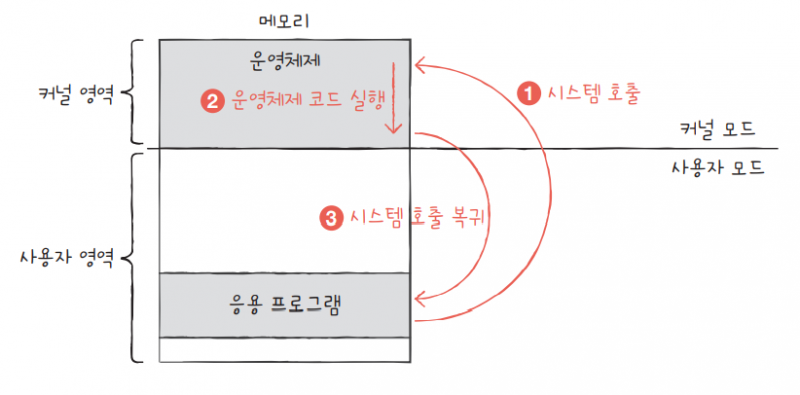 메모리
운영체제
커널 영역
2 운영체제 코드 실행
1 시스템 호출
커널 모드
사용자 모드
3 시스템 호출 복귀
사용자 영역
응용 프로그램